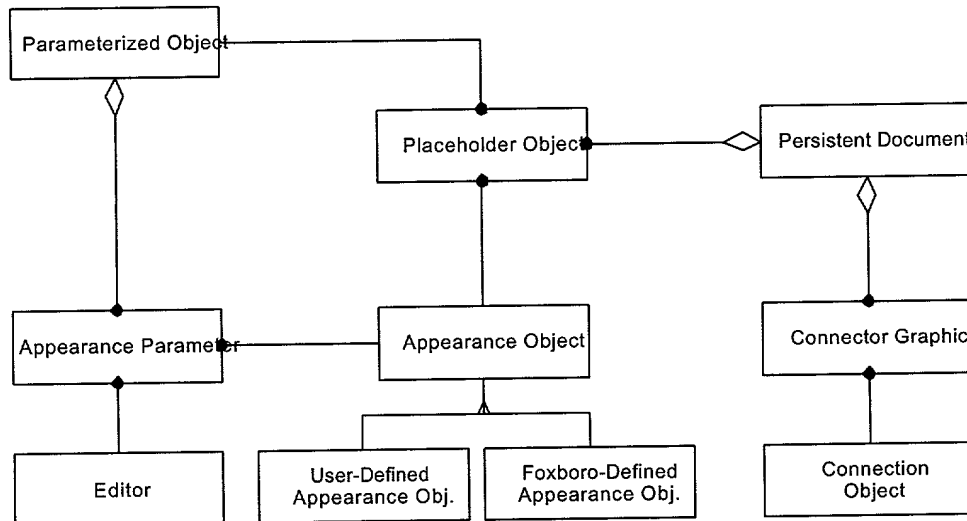 Parameterized Object
Placeholder Object
Persistent Document
Appearance Parameter
Appearance Object
Connector Graphic
Editor
User-Defined
Appearance Obj.
Foxboro-Defined
Appearance Obj.
Connection
Object